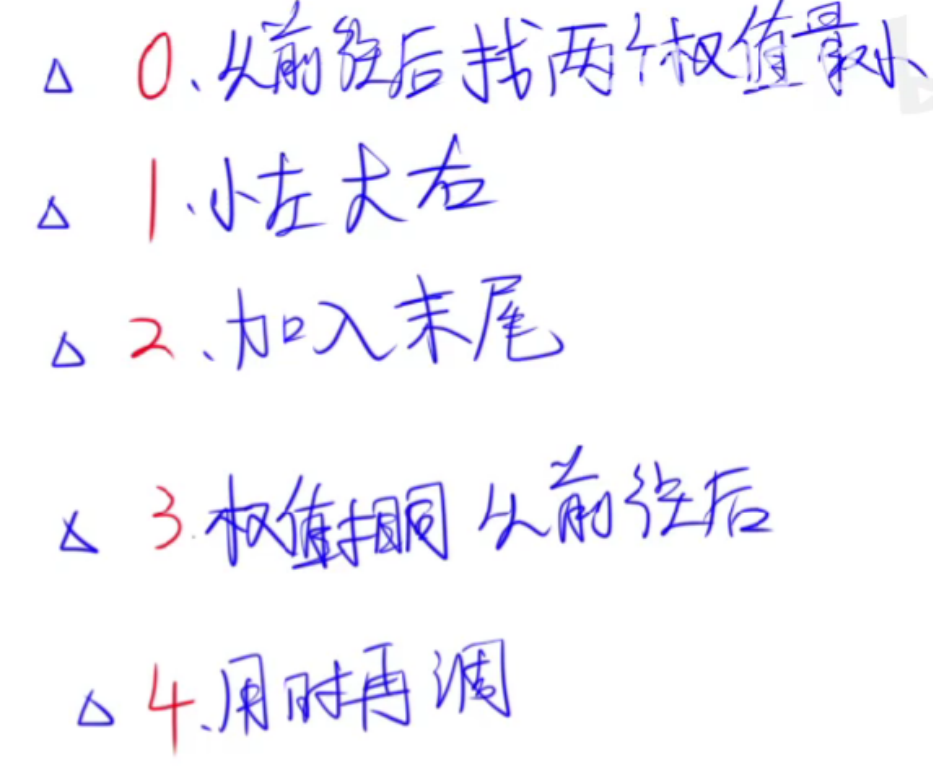 △ 0、从前往后找两个权值最小
△ 1、小左大右
△ 2、加入末尾
△ 3.权值相同从前往后
△ 4、用时再调